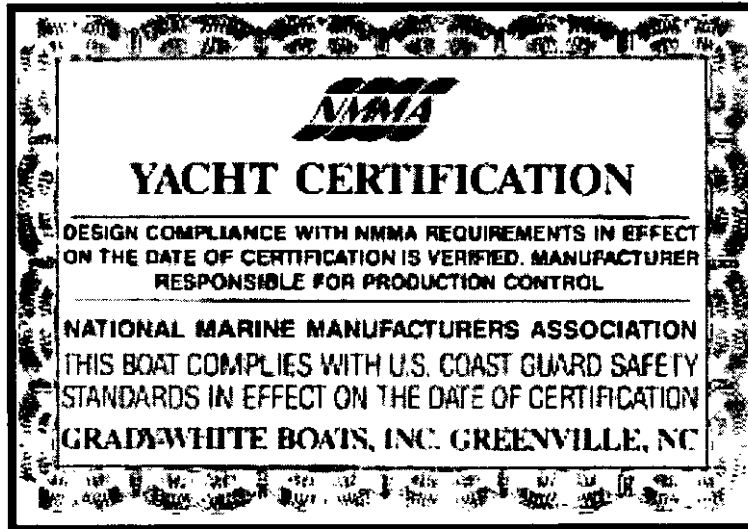 NMMA
YACHT CERTIFICATION
DESIGN COMPLIANCE WITH NMMA REQUIREMENTS IN EFFECT
ON THE DATE OF CERTIFICATION IS VERIFIED. MANUFACTURER
RESPONSIBLE FOR PRODUCTION CONTROL
NATIONAL MARINE MANUFACTURERS ASSOCIATION
THIS BOAT COMPLIES WITH U.S. COAST GUARD SAFETY
STANDARDS IN EFFECT ON THE DATE OF CERTIFICATION
GRADY-WHITE BOATS, INC. GREENVILLE, NC